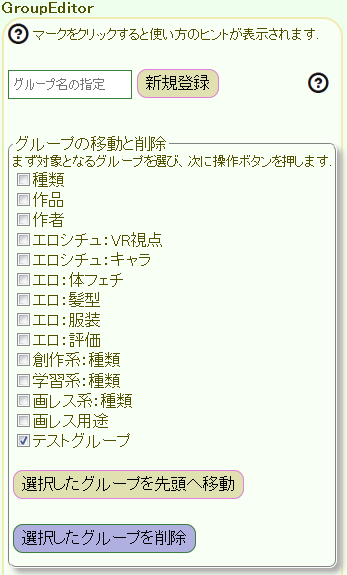 GroupEditor
? マークをクリックすると使い方のヒントが表示されます.
グループ名の指定 新規登録 ?
グループの移動と削除
まず対象となるグループを選び、次に操作ボタンを押します.
種類
作品
作者
エロシチュ:VR視点
エロシチュ:キャラ
エロ:体フェチ
エロ:髪型
エロ:服装
エロ:評価
創作系:種類
学習系:種類
画レス系:種類
画レス用途
テストグループ
選択したグループを先頭へ移動
選択したグループを削除